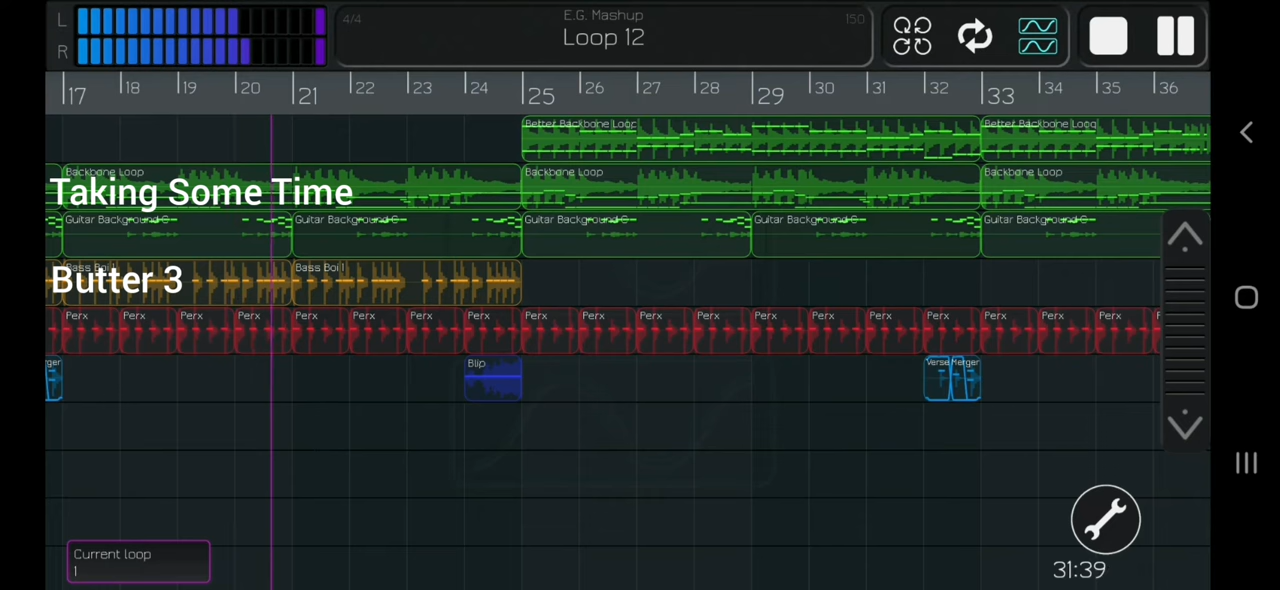 L
R
4/4
E.G. Mashup
150
Loop 12
17 18 19 20 21 22 23 24 25 26 27 28 29 30 31 32 33 34 35 36
Better Backbone Loop Better Backbone Loop
Backbone Loop Backbone Loop Backbone Loop
Taking Some Time
Guitar Background C Guitar Background C Guitar Background C Guitar Background C Guitar Background C
Bass Boi 1 Bass Boi 1
Butter 3
Perx Perx Perx Perx Perx Perx Perx Perx Perx Perx Perx Perx Perx Perx Perx Perx Perx Perx Perx
Blip Verse Merger
Current loop
1
31:39